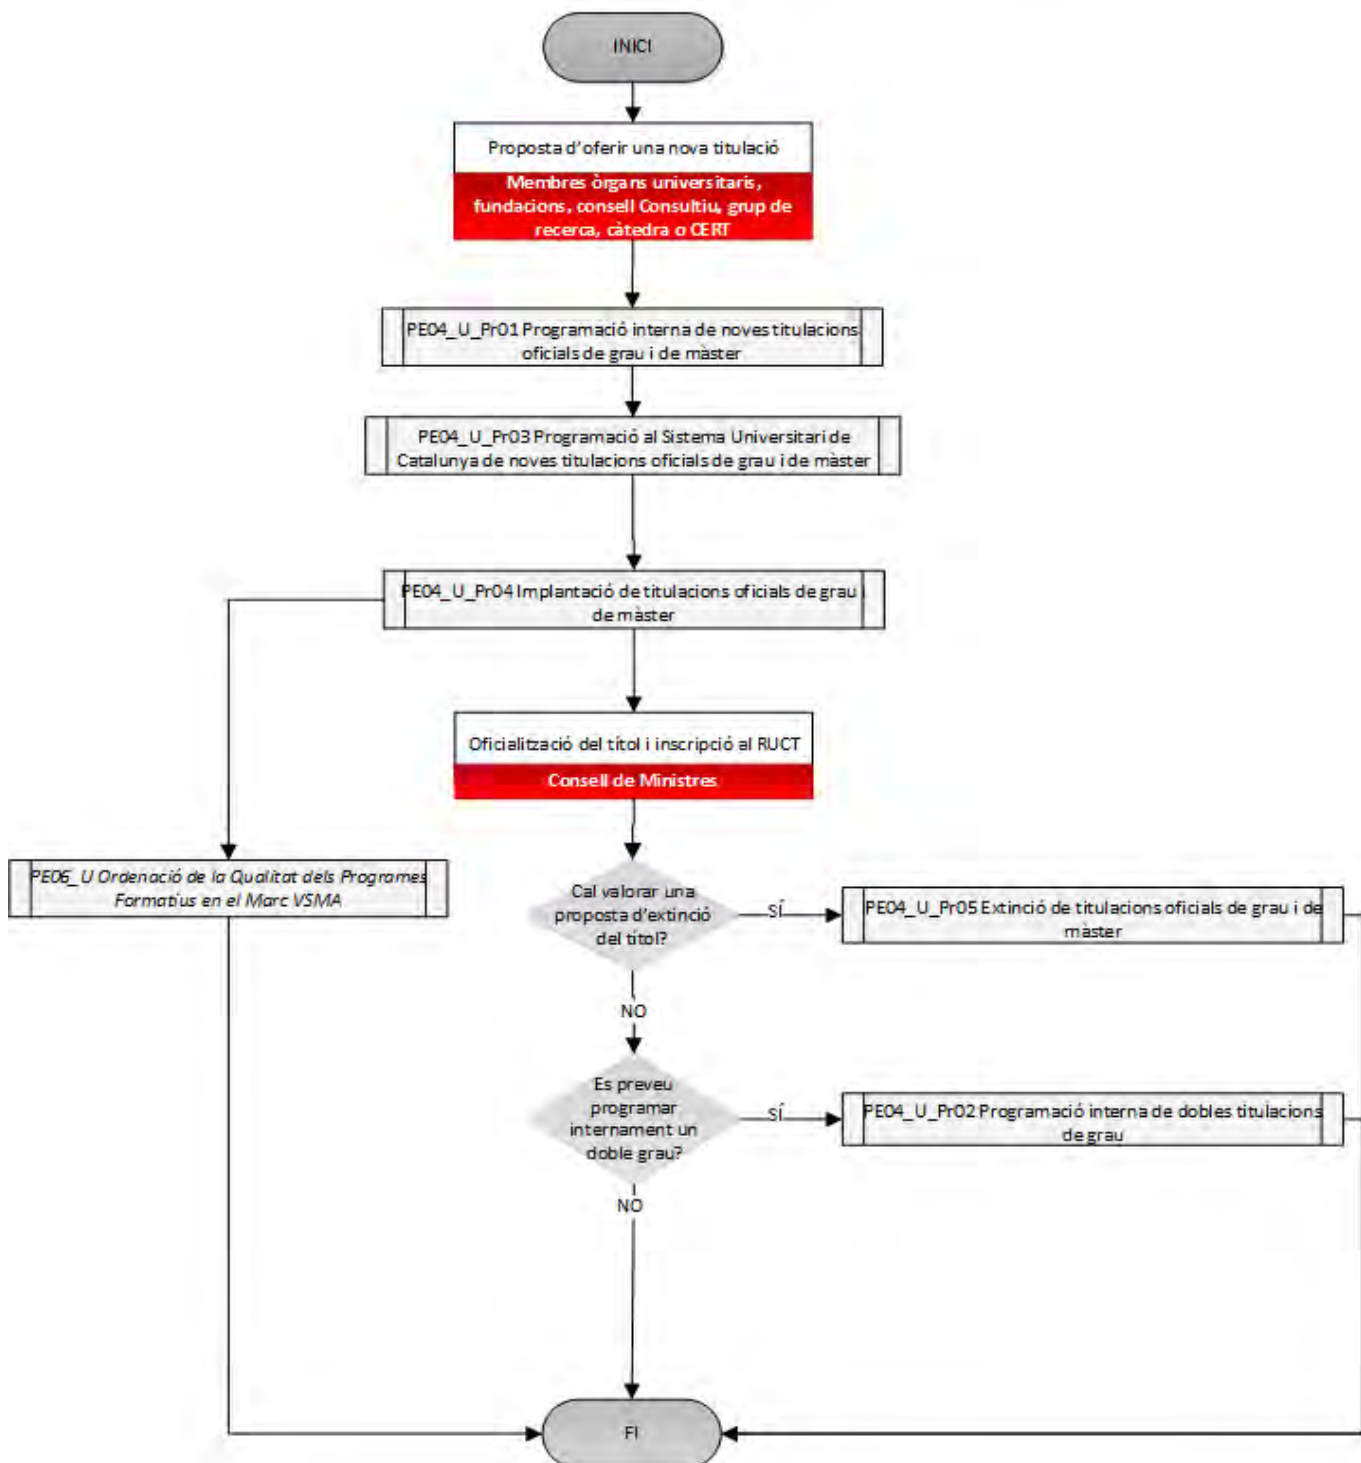 INICI
Proposta d'oferir una nova titulació
Membres òrgans universitaris,
fundacions, consell Consultiu, grup de
recerca, càtedra o CERT
PE04_U_Pr01 Programació interna de noves titulacions
oficials de grau i de màster
PE04_U_Pr03 Programació al Sistema Universitari de
Catalunya de noves titulacions oficials de grau i de màster
PE04_U_Pr04 Implantació de titulacions oficials de grau i
de màster
Oficialització del títol i inscripció al RUCT
Consell de Ministres
PE06_U Ordenació de la Qualitat dels Programes
Formatius en el Marc VSMA
Cal valorar una
proposta d'extinció
del títol?
SÍ
PE04_U_Pr05 Extinció de titulacions oficials de grau i de
màster
NO
Es preveu
programar
internament un
doble grau?
SÍ
PE04_U_Pr02 Programació interna de dobles titulacions
de grau
NO
FI